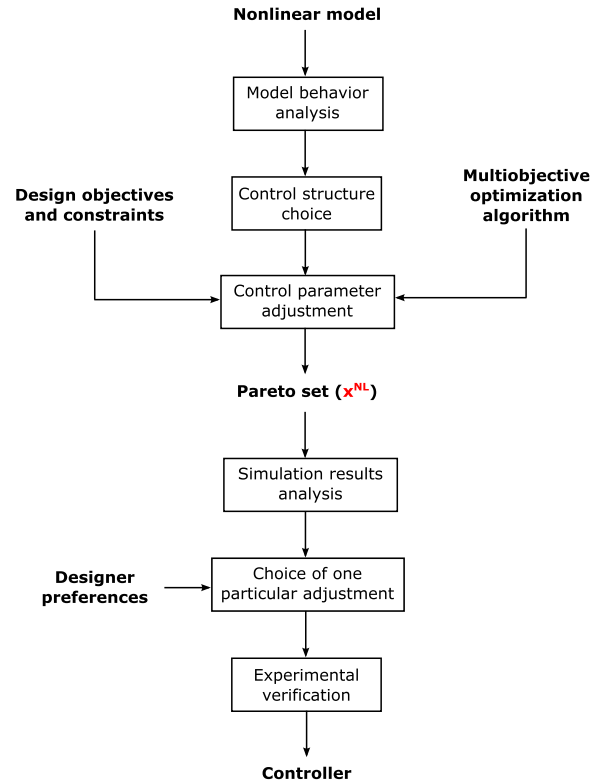 Nonlinear model
Model behavior
analysis
Control structure
choice
Design objectives
and constraints
Multiobjective
optimization
algorithm
Control parameter
adjustment
Pareto set (x^NL)
Simulation results
analysis
Choice of one
particular adjustment
Designer
preferences
Experimental
verification
Controller